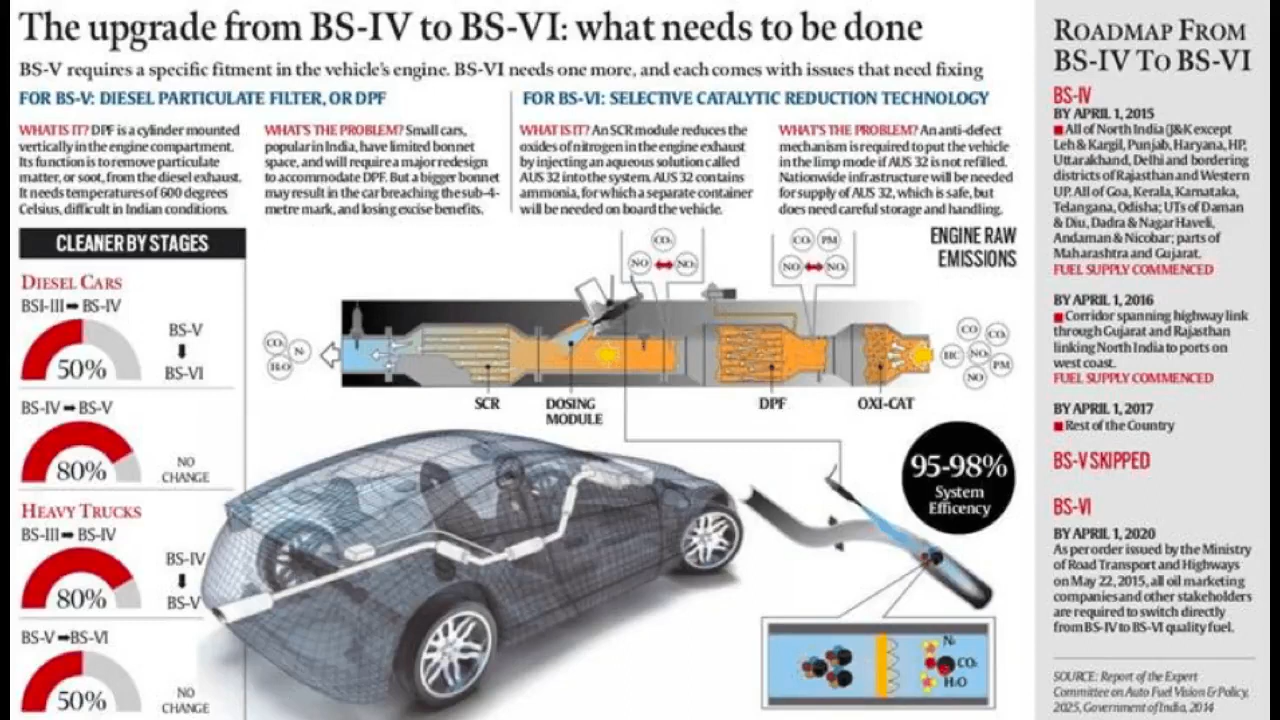 The upgrade from BS-IV to BS-VI: what needs to be done
BS-V requires a specific fitment in the vehicle's engine. BS-VI needs one more, and each comes with issues that need fixing
FOR BS-V: DIESEL PARTICULATE FILTER, OR DPF
WHAT IS IT? DPF is a cylinder mounted
vertically in the engine compartment.
Its function is to remove particulate
matter, or soot, from the diesel exhaust.
It needs temperatures of 600 degrees
Celsius, difficult in Indian conditions.
WHAT'S THE PROBLEM? Small cars,
popular in India, have limited bonnet
space, and will require a major redesign
to accommodate DPF. But a bigger bonnet
may result in the car breaching the sub-4-
metre mark, and losing excise benefits.
FOR BS-VI: SELECTIVE CATALYTIC REDUCTION TECHNOLOGY
WHAT IS IT? An SCR module reduces the
oxides of nitrogen in the engine exhaust
by injecting an aqueous solution called
AUS 32 into the system. AUS 32 contains
ammonia, for which a separate container
will be needed on board the vehicle.
WHAT'S THE PROBLEM? An anti-defect
mechanism is required to put the vehicle
in the limp mode if AUS 32 is not refilled.
Nationwide infrastructure will be needed
for supply of AUS 32, which is safe, but
does need careful storage and handling.
CLEANER BY STAGES
DIESEL CARS
BSI-III ➡ BS-IV
50%
BS-V
⬇
BS-VI
BS-IV ➡ BS-V
80%
NO
CHANGE
HEAVY TRUCKS
BS-III ➡ BS-IV
80%
BS-IV
⬇
BS-V
BS-V ➡ BS-VI
50%
NO
CHANGE
ENGINE RAW
EMISSIONS
CO₂
NO NO₂
CO₂ PM
NO NO₂
CO₂ N₂
H₂O
CO CO₂
HC NO₂ PM
NO
SCR
DOSING
MODULE
DPF
OXI-CAT
95-98%
System
Efficency
N₂
CO₂
H₂O
ROADMAP FROM
BS-IV TO BS-VI
BS-IV
BY APRIL 1, 2015
■ All of North India (J&K except
Leh & Kargil, Punjab, Haryana, HP,
Uttarakhand, Delhi and bordering
districts of Rajasthan and Western
UP. All of Goa, Kerala, Karnataka,
Telangana, Odisha; UTs of Daman
& Diu, Dadra & Nagar Haveli,
Andaman & Nicobar; parts of
Maharashtra and Gujarat.
FUEL SUPPLY COMMENCED
BY APRIL 1, 2016
■ Corridor spanning highway link
through Gujarat and Rajasthan
linking North India to ports on
west coast.
FUEL SUPPLY COMMENCED
BY APRIL 1, 2017
■ Rest of the Country
BS-V SKIPPED
BS-VI
BY APRIL 1, 2020
As per order issued by the Ministry
of Road Transport and Highways
on May 22, 2015, all oil marketing
companies and other stakeholders
are required to switch directly
from BS-IV to BS-VI quality fuel.
SOURCE: Report of the Expert
Committee on Auto Fuel Vision & Policy,
2025, Government of India, 2014